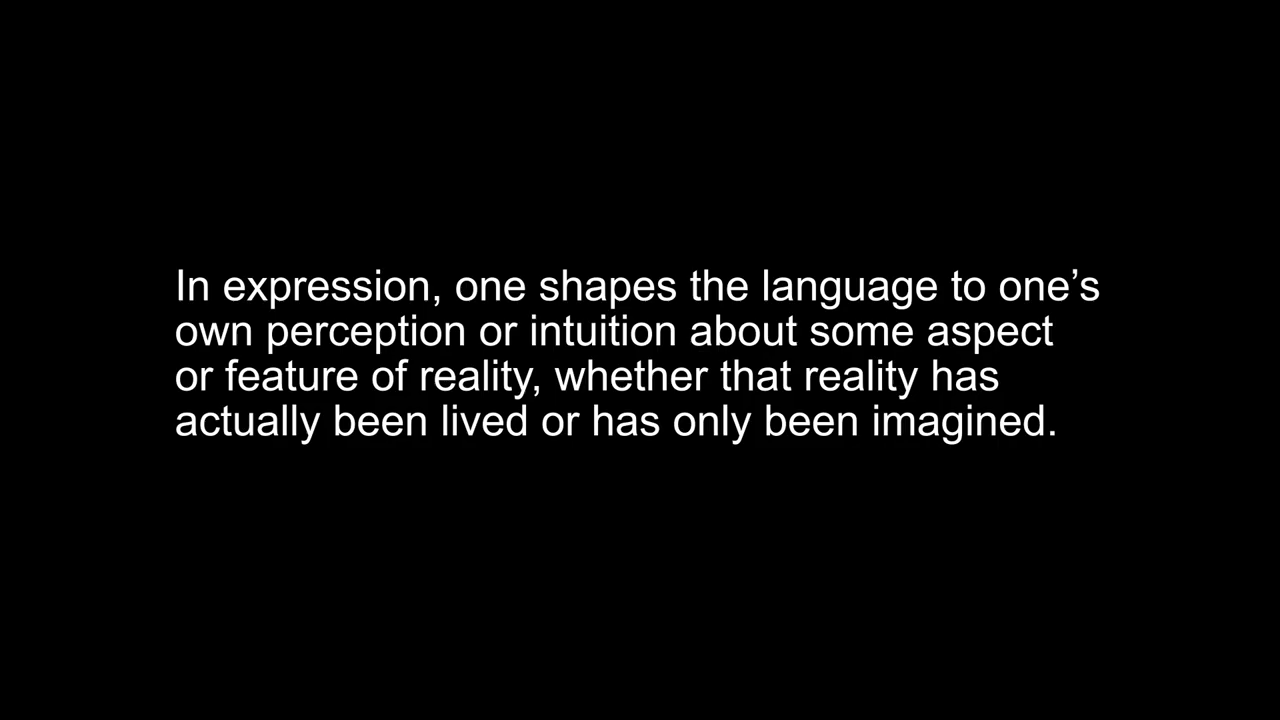 In expression, one shapes the language to one’s
own perception or intuition about some aspect
or feature of reality, whether that reality has
actually been lived or has only been imagined.